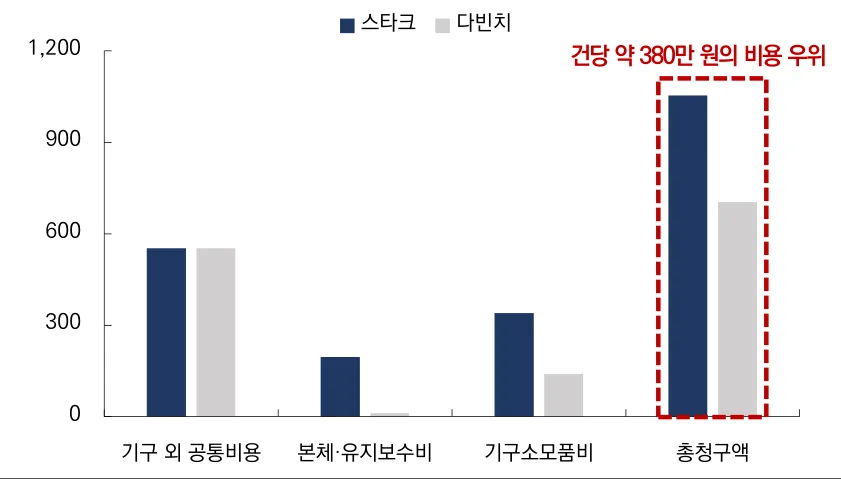 스타크 다빈치
건당 약 380만 원의 비용 우위
1,200
900
600
300
0
기구 외 공통비용 본체·유지보수비 기구소모품비 총청구액